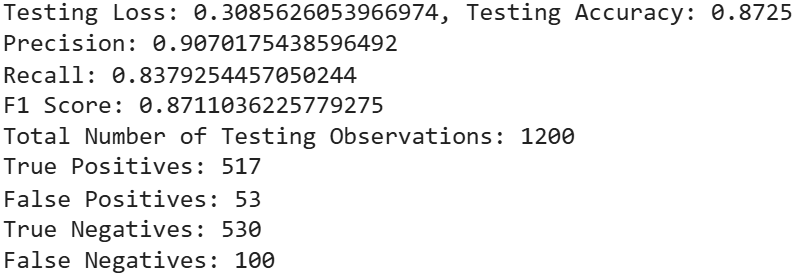 Testing Loss: 0.3085626053966974, Testing Accuracy: 0.8725
Precision: 0.9070175438596492
Recall: 0.8379254457050244
F1 Score: 0.8711036225779275
Total Number of Testing Observations: 1200
True Positives: 517
False Positives: 53
True Negatives: 530
False Negatives: 100